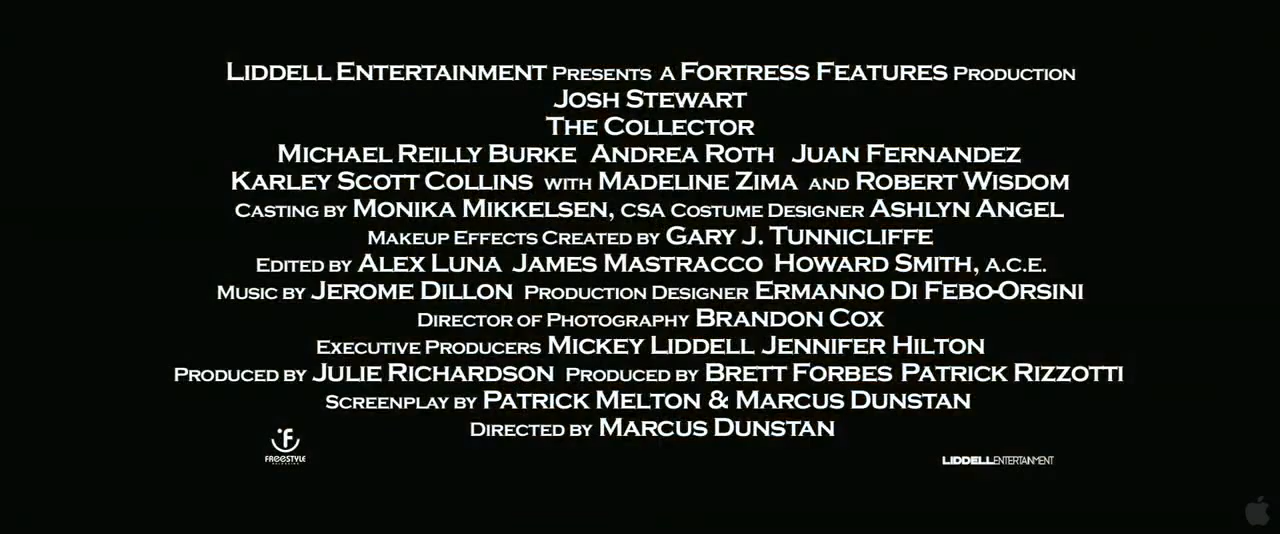 LIDDELL ENTERTAINMENT PRESENTS A FORTRESS FEATURES PRODUCTION
JOSH STEWART
THE COLLECTOR
MICHAEL REILLY BURKE ANDREA ROTH JUAN FERNANDEZ
KARLEY SCOTT COLLINS WITH MADELINE ZIMA AND ROBERT WISDOM
CASTING BY MONIKA MIKKELSEN, CSA COSTUME DESIGNER ASHLYN ANGEL
MAKEUP EFFECTS CREATED BY GARY J. TUNNICLIFFE
EDITED BY ALEX LUNA JAMES MASTRACCO HOWARD SMITH, A.C.E.
MUSIC BY JEROME DILLON PRODUCTION DESIGNER ERMANNO DI FEBO-ORSINI
DIRECTOR OF PHOTOGRAPHY BRANDON COX
EXECUTIVE PRODUCERS MICKEY LIDDELL JENNIFER HILTON
PRODUCED BY JULIE RICHARDSON PRODUCED BY BRETT FORBES PATRICK RIZZOTTI
SCREENPLAY BY PATRICK MELTON & MARCUS DUNSTAN
DIRECTED BY MARCUS DUNSTAN
FREESTYLE
LIDDELLENTERTAINMENT